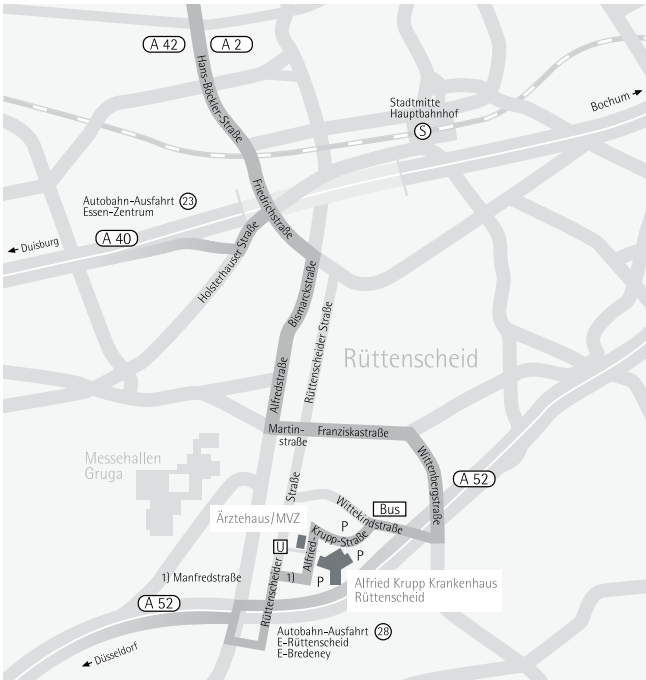 A 42
A 2
Hans-Böckler-Straße
Stadtmitte
Hauptbahnhof
S
Bochum
Autobahn-Ausfahrt 23
Essen-Zentrum
Friedrichstraße
Duisburg
A 40
Holsterhauser Straße
Bismarckstraße
Rüttenscheider Straße
Rüttenscheid
Alfredstraße
Martin-
straße
Franziskastraße
Wittenbergstraße
Messehallen
Gruga
A 52
Straße
Bus
Wittekindstraße
Ärztehaus/MVZ
P
Krupp-Straße
Alfried
P
U
Rüttenscheider
1) Manfredstraße
1)
P
Alfried Krupp Krankenhaus
Rüttenscheid
A 52
Autobahn-Ausfahrt 28
E-Rüttenscheid
E-Bredeney
Düsseldorf